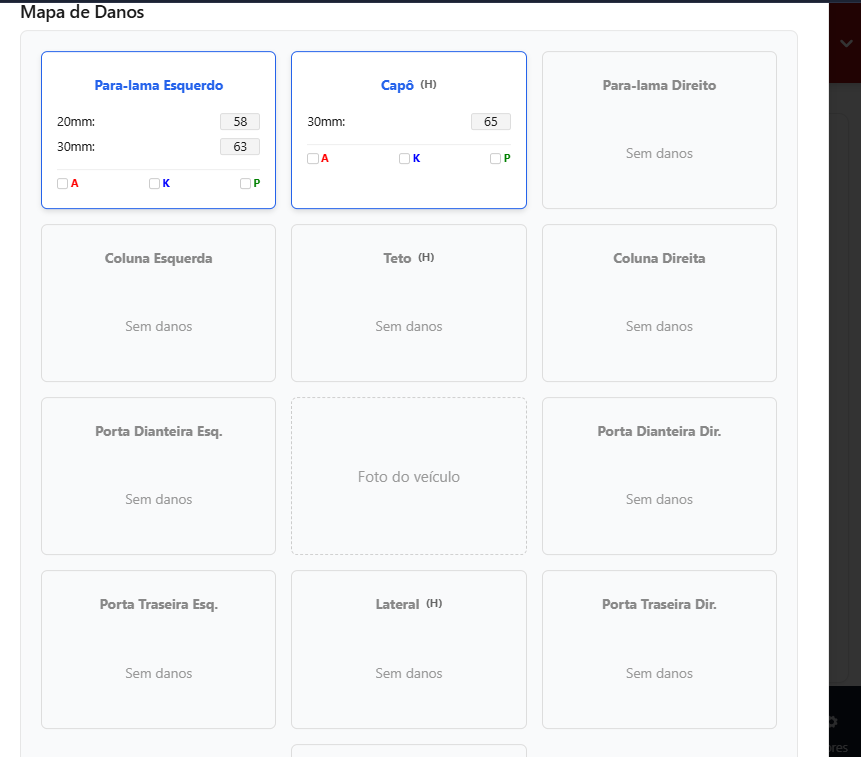 Mapa de Danos
Para-lama Esquerdo
20mm: 58
30mm: 63
A K P
Capô (H)
30mm: 65
A K P
Para-lama Direito
Sem danos
Coluna Esquerda
Sem danos
Teto (H)
Sem danos
Coluna Direita
Sem danos
Porta Dianteira Esq.
Sem danos
Foto do veículo
Porta Dianteira Dir.
Sem danos
Porta Traseira Esq.
Sem danos
Lateral (H)
Sem danos
Porta Traseira Dir.
Sem danos